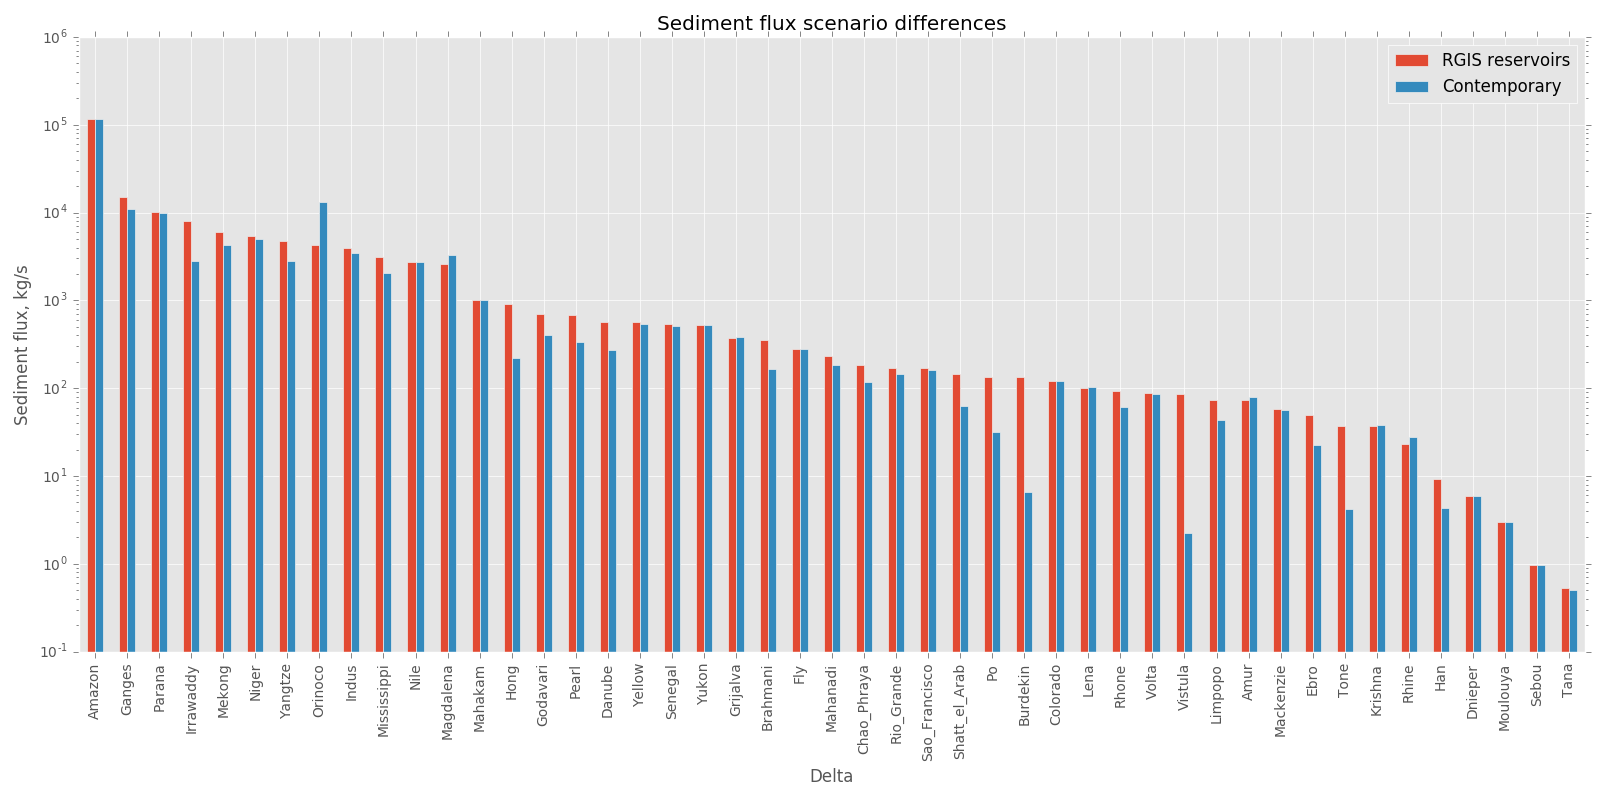 Sediment flux scenario differences
RGIS reservoirs
Contemporary
Sediment flux, kg/s
10^6
10^5
10^4
10^3
10^2
10^1
10^0
10^-1
Amazon
Ganges
Parana
Irrawaddy
Mekong
Niger
Yangtze
Orinoco
Indus
Mississippi
Nile
Magdalena
Mahakam
Hong
Godavari
Pearl
Danube
Yellow
Senegal
Yukon
Grijalva
Brahmani
Fly
Mahanadi
Chao_Phraya
Rio_Grande
Sao_Francisco
Shatt_el_Arab
Po
Burdekin
Colorado
Lena
Rhone
Volta
Vistula
Limpopo
Amur
Mackenzie
Ebro
Tone
Krishna
Rhine
Han
Dnieper
Moulouya
Sebou
Tana
Delta